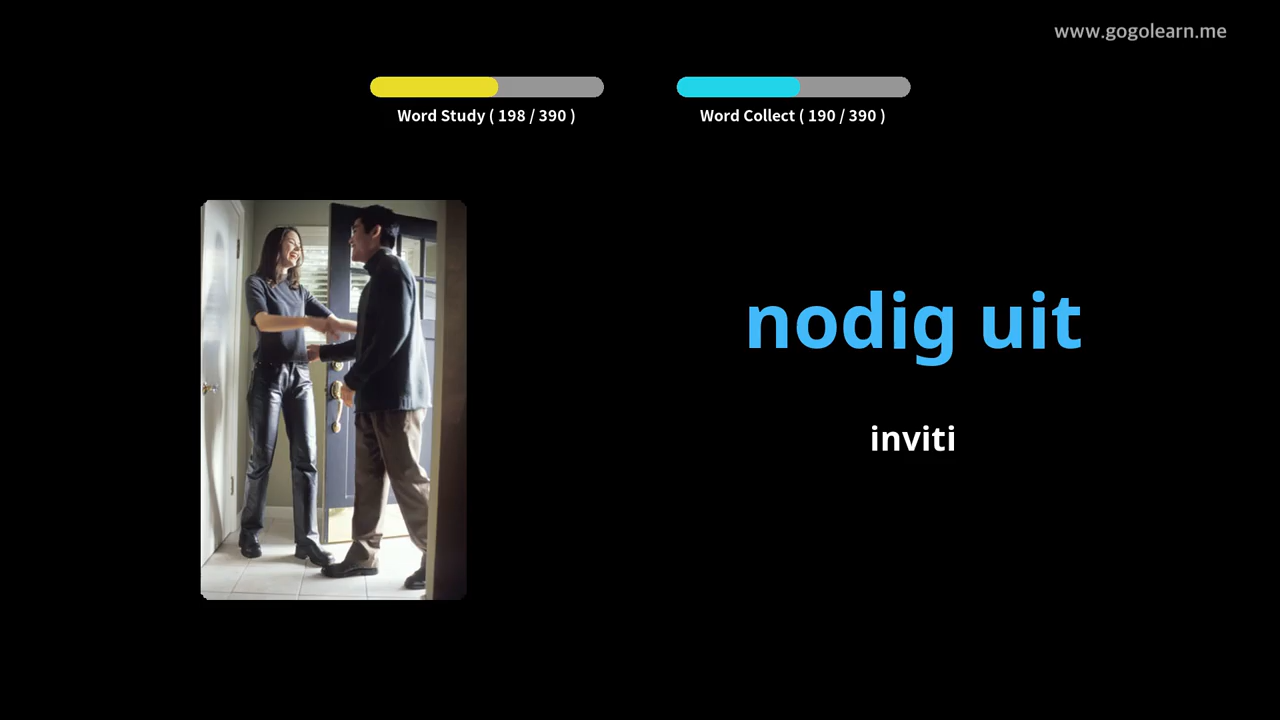 www.gogolearn.me
Word Study ( 198 / 390 )
Word Collect ( 190 / 390 )
nodig uit
inviti